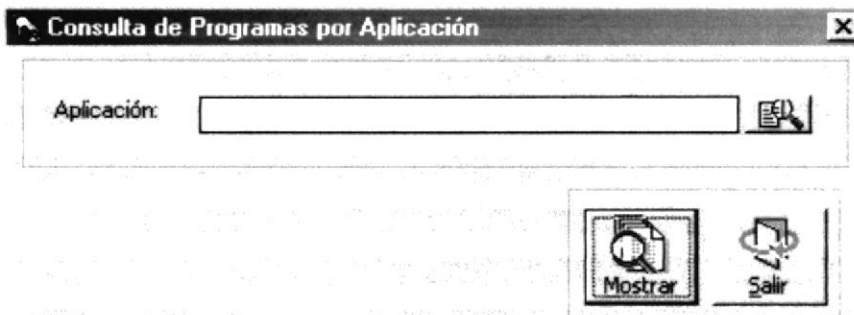 Consulta de Programas por Aplicación
Aplicación:
Mostrar
Salir